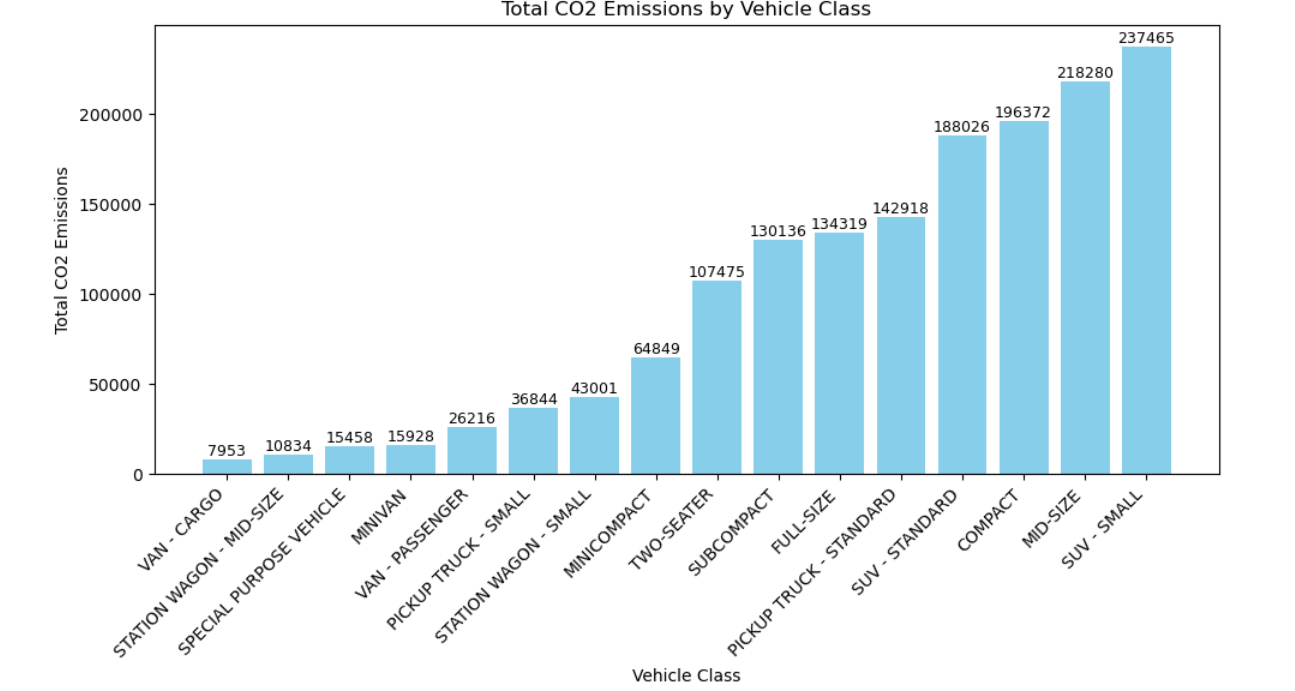 Total CO2 Emissions by Vehicle Class
237465
218280
200000
196372
188026
Total CO2 Emissions
150000
142918
134319
130136
107475
100000
64849
50000
43001
36844
26216
15928
15458
10834
7953
0
VAN - CARGO
STATION WAGON - MID-SIZE
SPECIAL PURPOSE VEHICLE
MINIVAN
VAN - PASSENGER
PICKUP TRUCK - SMALL
STATION WAGON - SMALL
MINICOMPACT
TWO-SEATER
SUBCOMPACT
FULL-SIZE
PICKUP TRUCK - STANDARD
SUV - STANDARD
COMPACT
MID-SIZE
SUV - SMALL
Vehicle Class